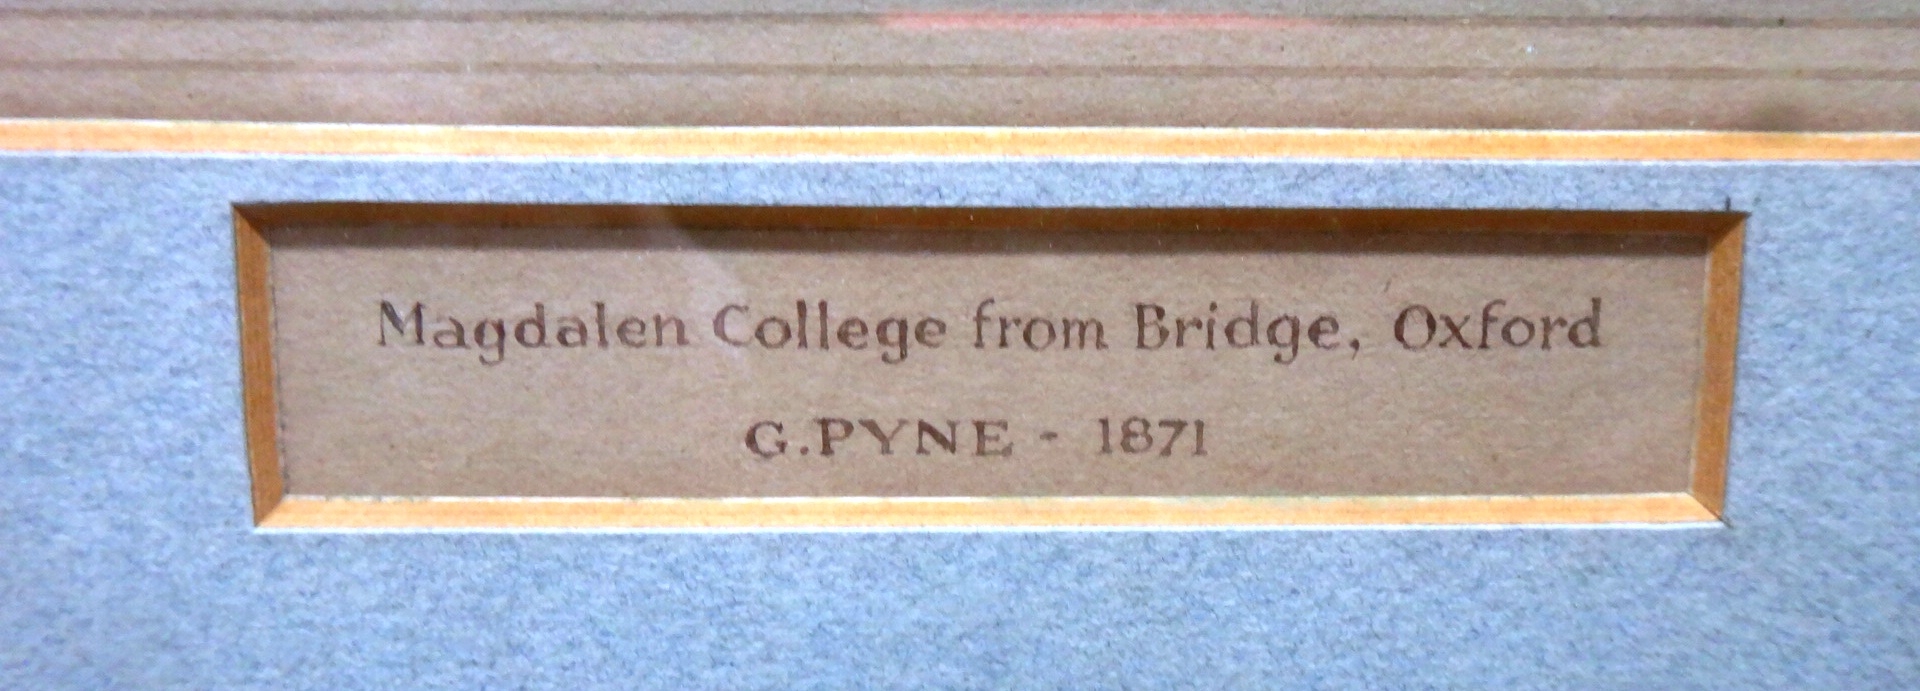 Magdalen College from Bridge, Oxford
G.PYNE - 1871